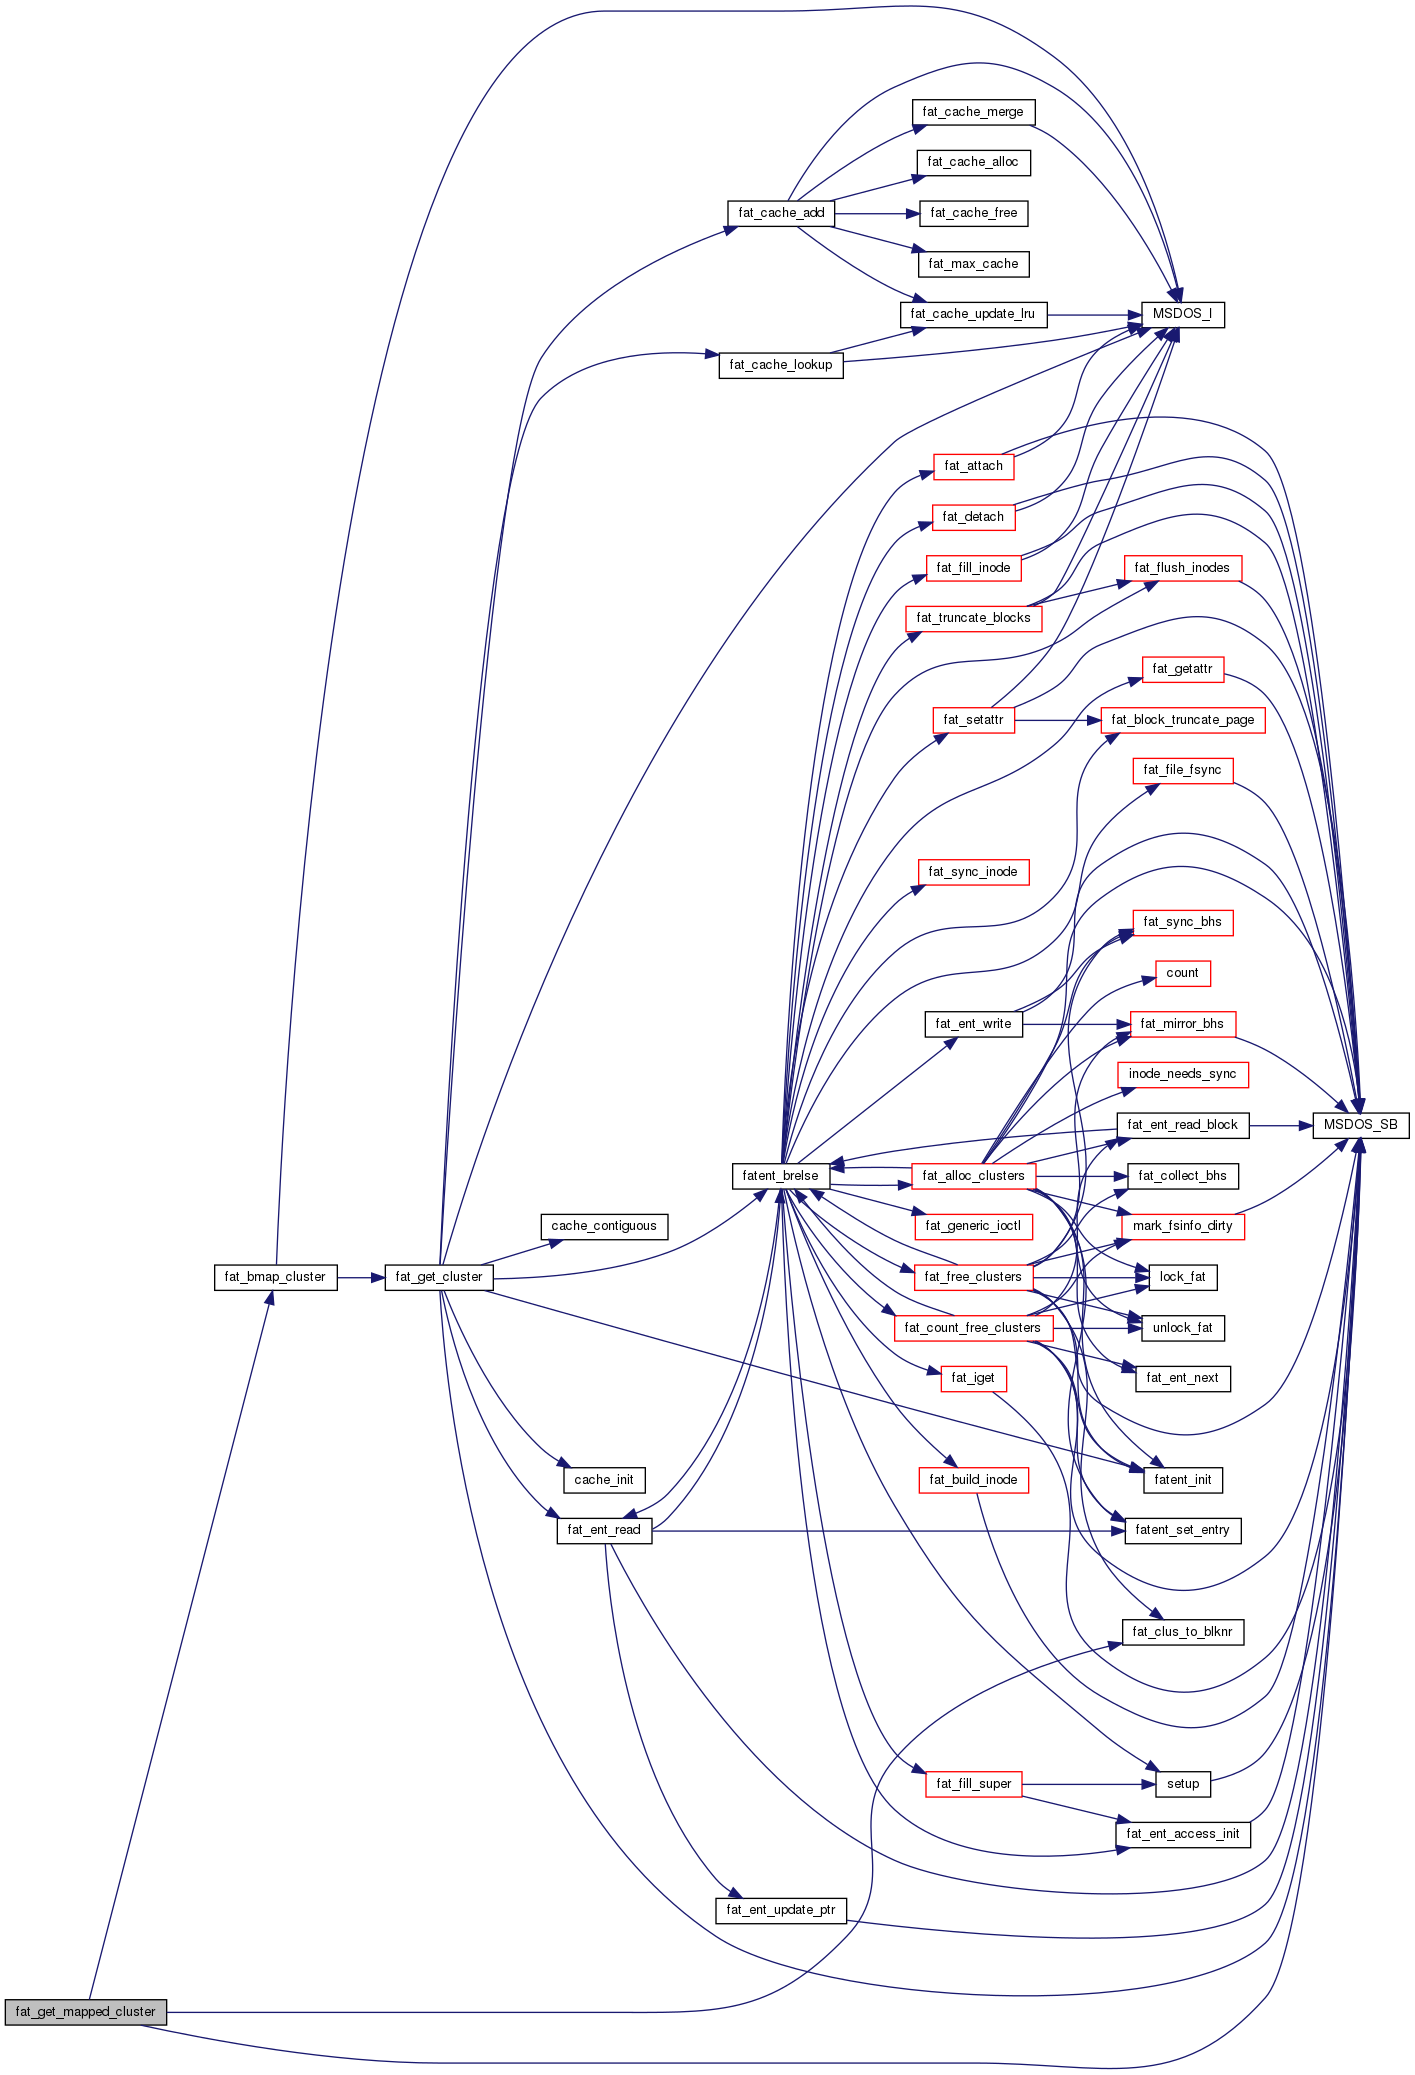 fat_cache_merge
fat_cache_alloc
fat_cache_add
fat_cache_free
fat_max_cache
fat_cache_update_lru
MSDOS_I
fat_cache_lookup
fat_attach
fat_detach
fat_fill_inode
fat_flush_inodes
fat_truncate_blocks
fat_getattr
fat_setattr
fat_block_truncate_page
fat_file_fsync
fat_sync_inode
fat_sync_bhs
count
fat_ent_write
fat_mirror_bhs
inode_needs_sync
fat_ent_read_block
MSDOS_SB
fatent_brelse
fat_alloc_clusters
fat_collect_bhs
cache_contiguous
fat_generic_ioctl
mark_fsinfo_dirty
fat_bmap_cluster
fat_get_cluster
fat_free_clusters
lock_fat
fat_count_free_clusters
unlock_fat
fat_iget
fat_ent_next
cache_init
fat_build_inode
fatent_init
fat_ent_read
fatent_set_entry
fat_clus_to_blknr
fat_fill_super
setup
fat_ent_access_init
fat_ent_update_ptr
fat_get_mapped_cluster